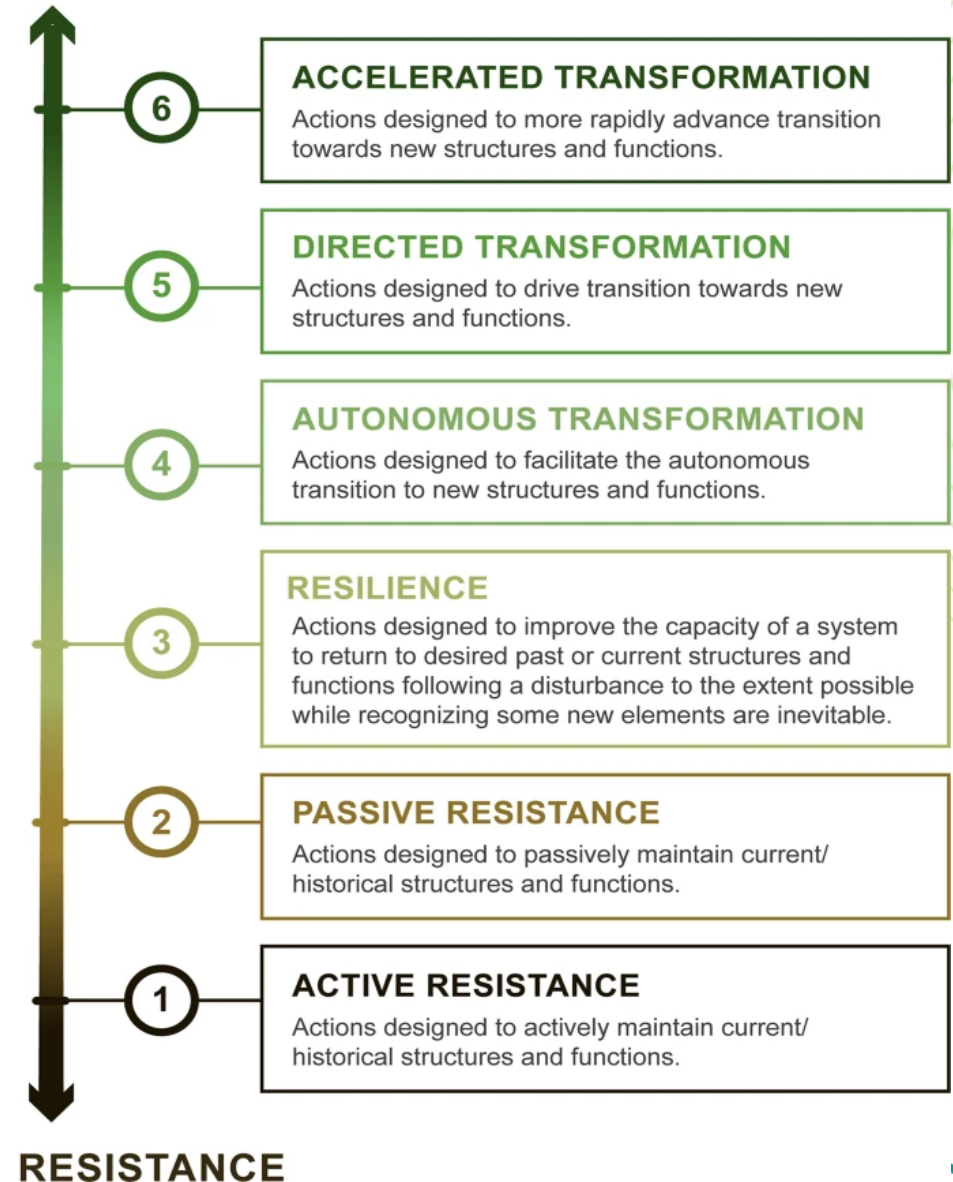 6
ACCELERATED TRANSFORMATION
Actions designed to more rapidly advance transition
towards new structures and functions.
5
DIRECTED TRANSFORMATION
Actions designed to drive transition towards new
structures and functions.
4
AUTONOMOUS TRANSFORMATION
Actions designed to facilitate the autonomous
transition to new structures and functions.
3
RESILIENCE
Actions designed to improve the capacity of a system
to return to desired past or current structures and
functions following a disturbance to the extent possible
while recognizing some new elements are inevitable.
2
PASSIVE RESISTANCE
Actions designed to passively maintain current/
historical structures and functions.
1
ACTIVE RESISTANCE
Actions designed to actively maintain current/
historical structures and functions.
RESISTANCE